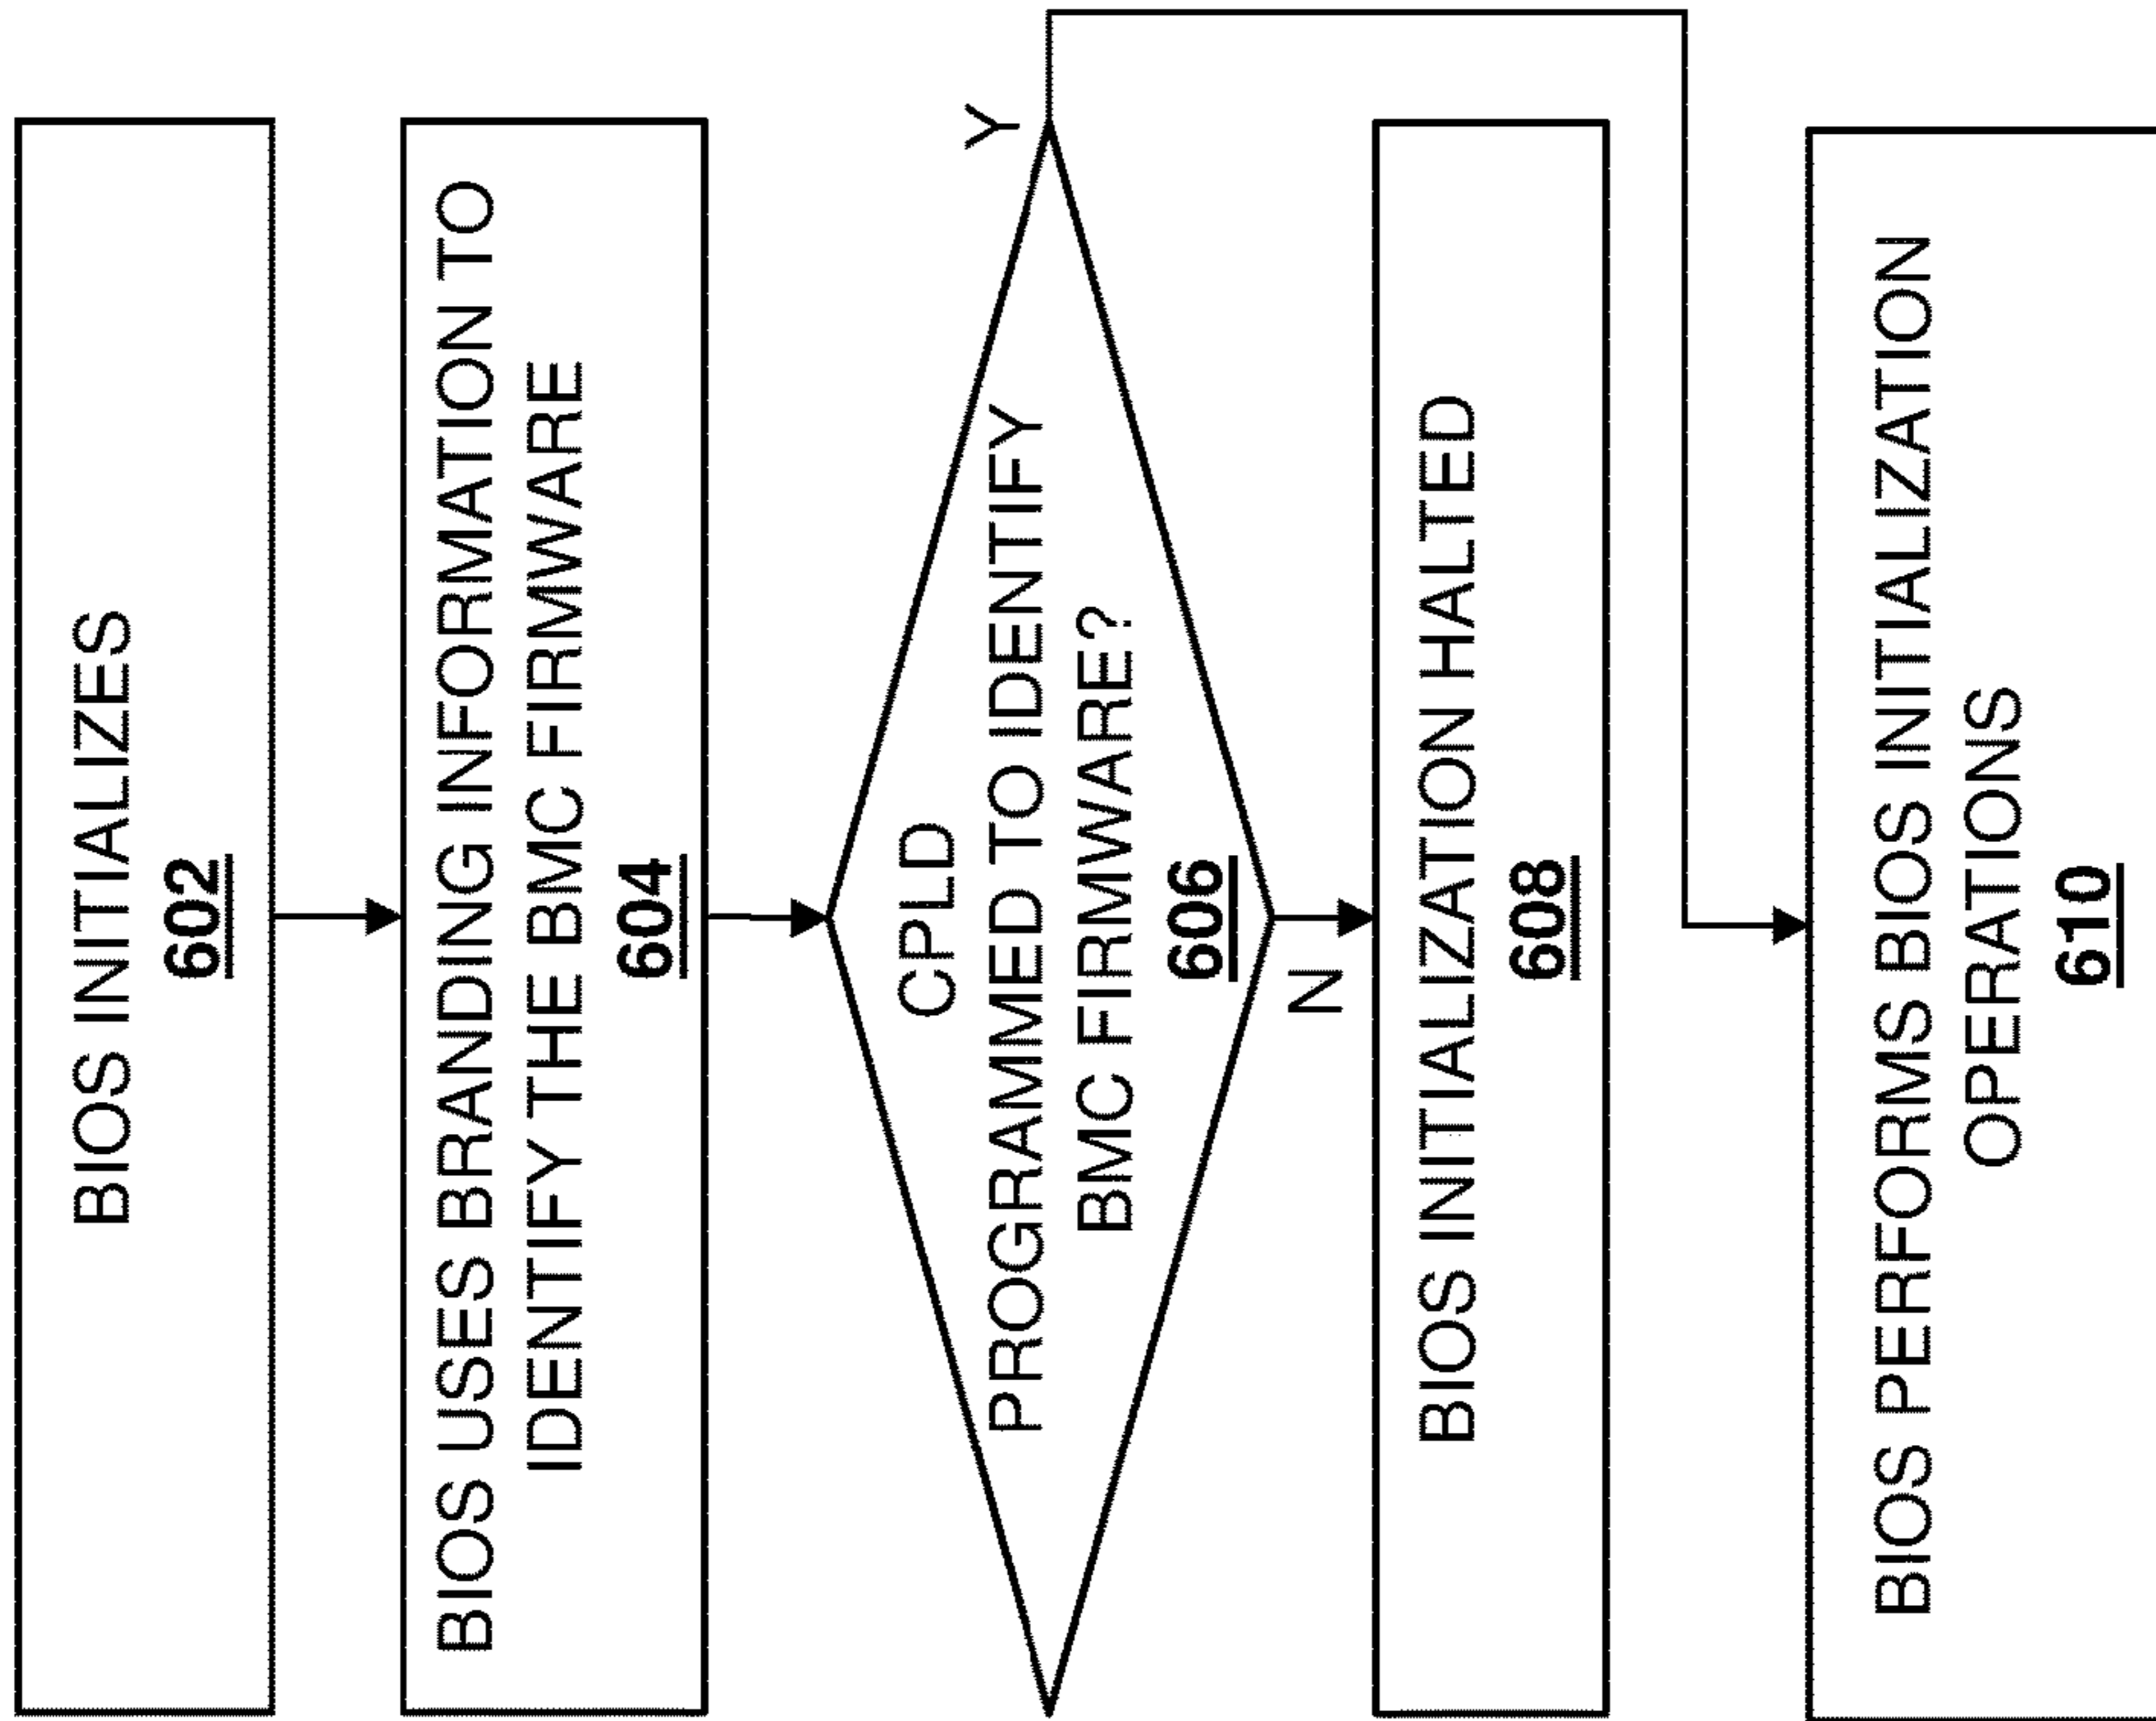 BIOS INITIALIZES
602
BIOS USES BRANDING INFORMATION TO
IDENTIFY THE BMC FIRMWARE
604
CPLD
PROGRAMMED TO IDENTIFY
BMC FIRMWARE?
606
Y
N
BIOS INITIALIZATION HALTED
608
BIOS PERFORMS BIOS INITIALIZATION
OPERATIONS
610